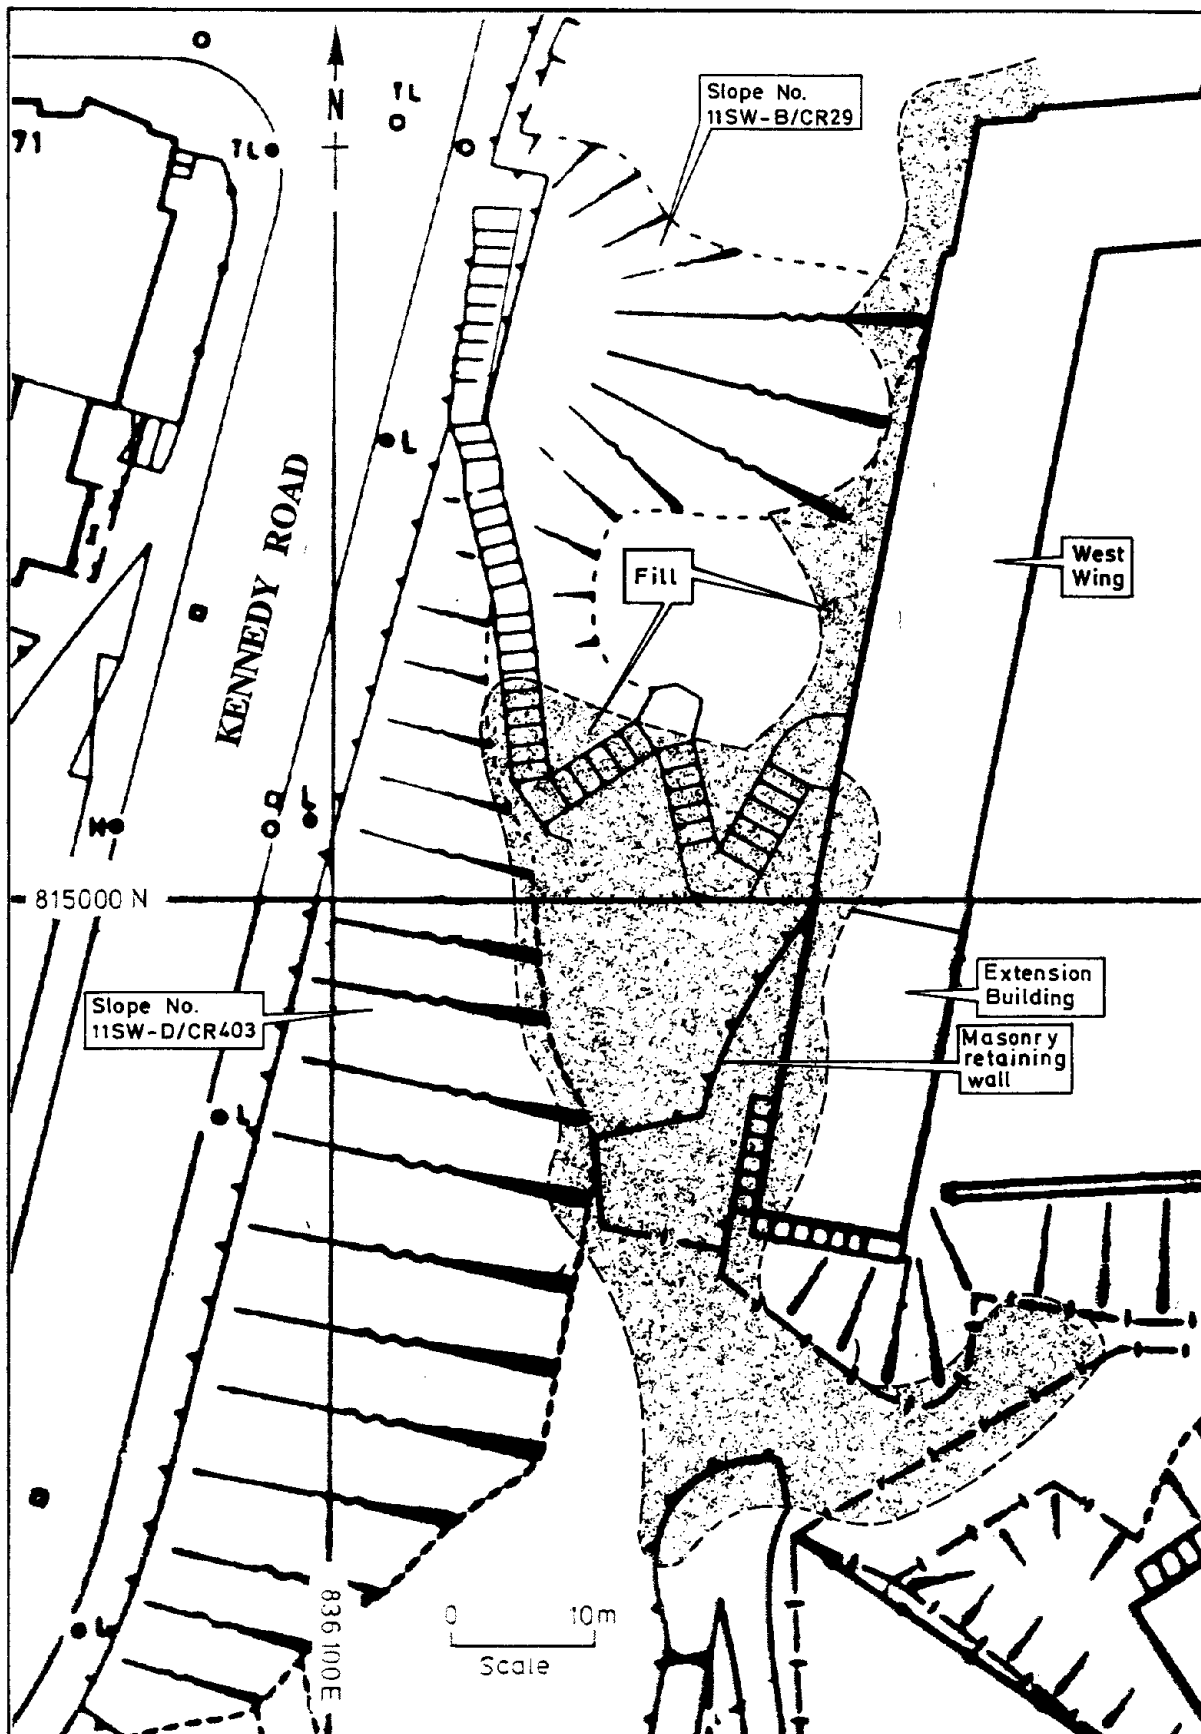 Slope No.
11SW-B/CR29
N
TL
71
TL
L
KENNEDY ROAD
Fill
West
Wing
L
H
815000 N
Slope No.
11SW-D/CR403
Extension
Building
Masonry
retaining
wall
L
836 100E
0 10m
Scale
L